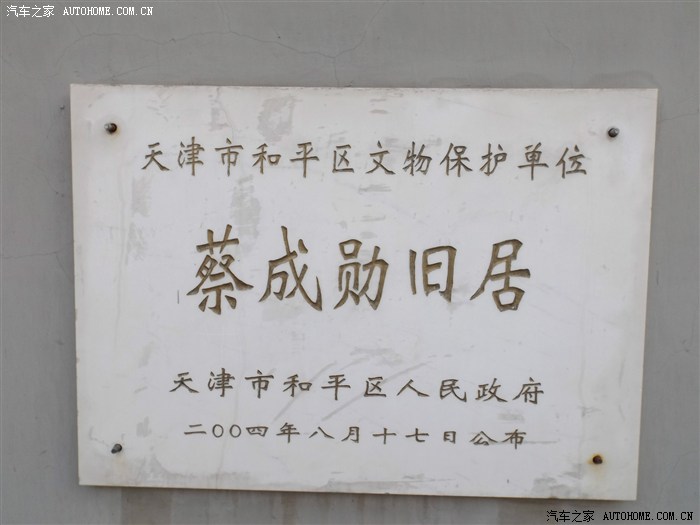 汽车之家 AUTOHOME.COM.CN
天津市和平区文物保护单位
蔡成勋旧居
天津市和平区人民政府
二〇〇四年八月十七日公布
汽车之家 AUTOHOME.COM.CN